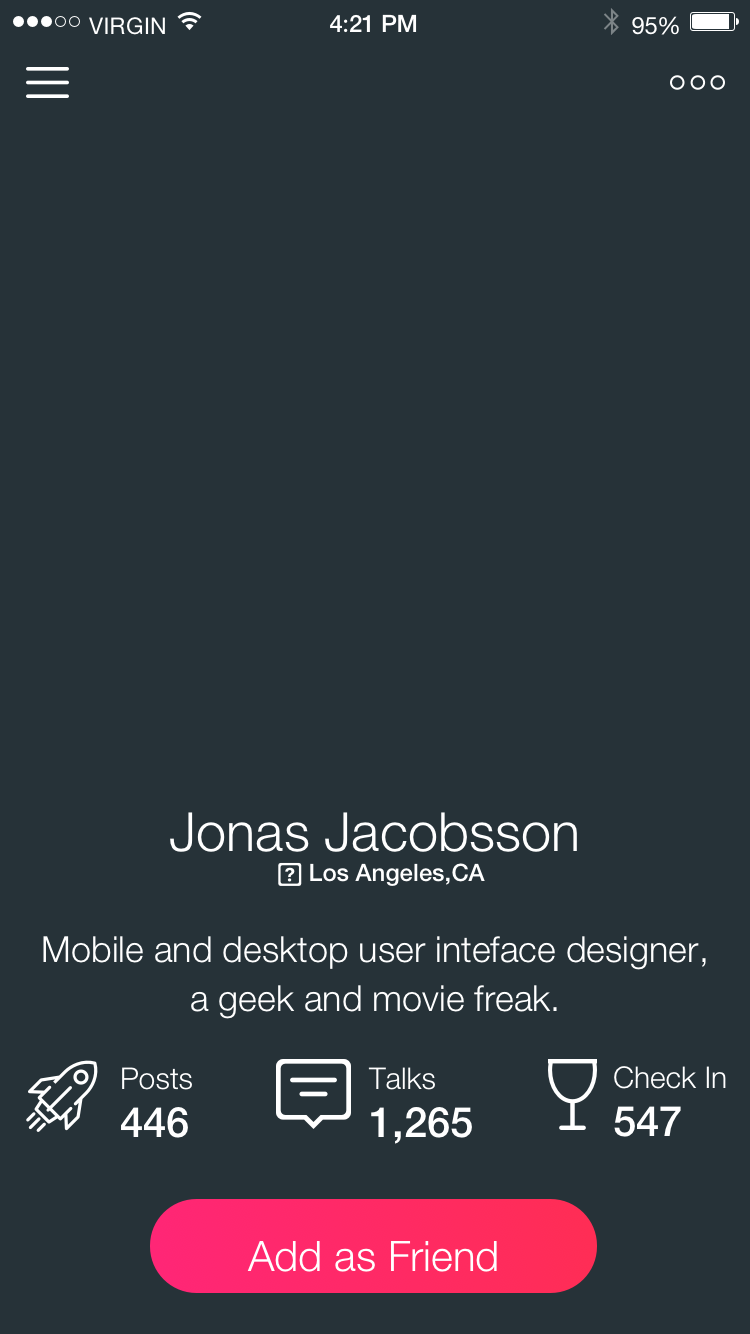 VIRGIN 4:21 PM 95%
Jonas Jacobsson
? Los Angeles,CA
Mobile and desktop user inteface designer,
a geek and movie freak.
Posts Talks Check In
446 1,265 547
Add as Friend